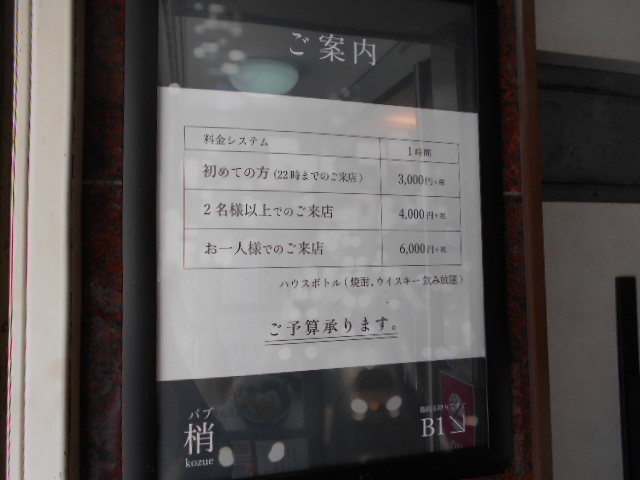 ご案内
料金システム 1時間
初めての方(22時までのご来店) 3,000円+税
2名様以上でのご来店 4,000円+税
お一人様でのご来店 6,000円+税
ハウスボトル(焼酎、ウイスキー飲み放題)
ご予算承ります。
パブ
梢
kozue
B1